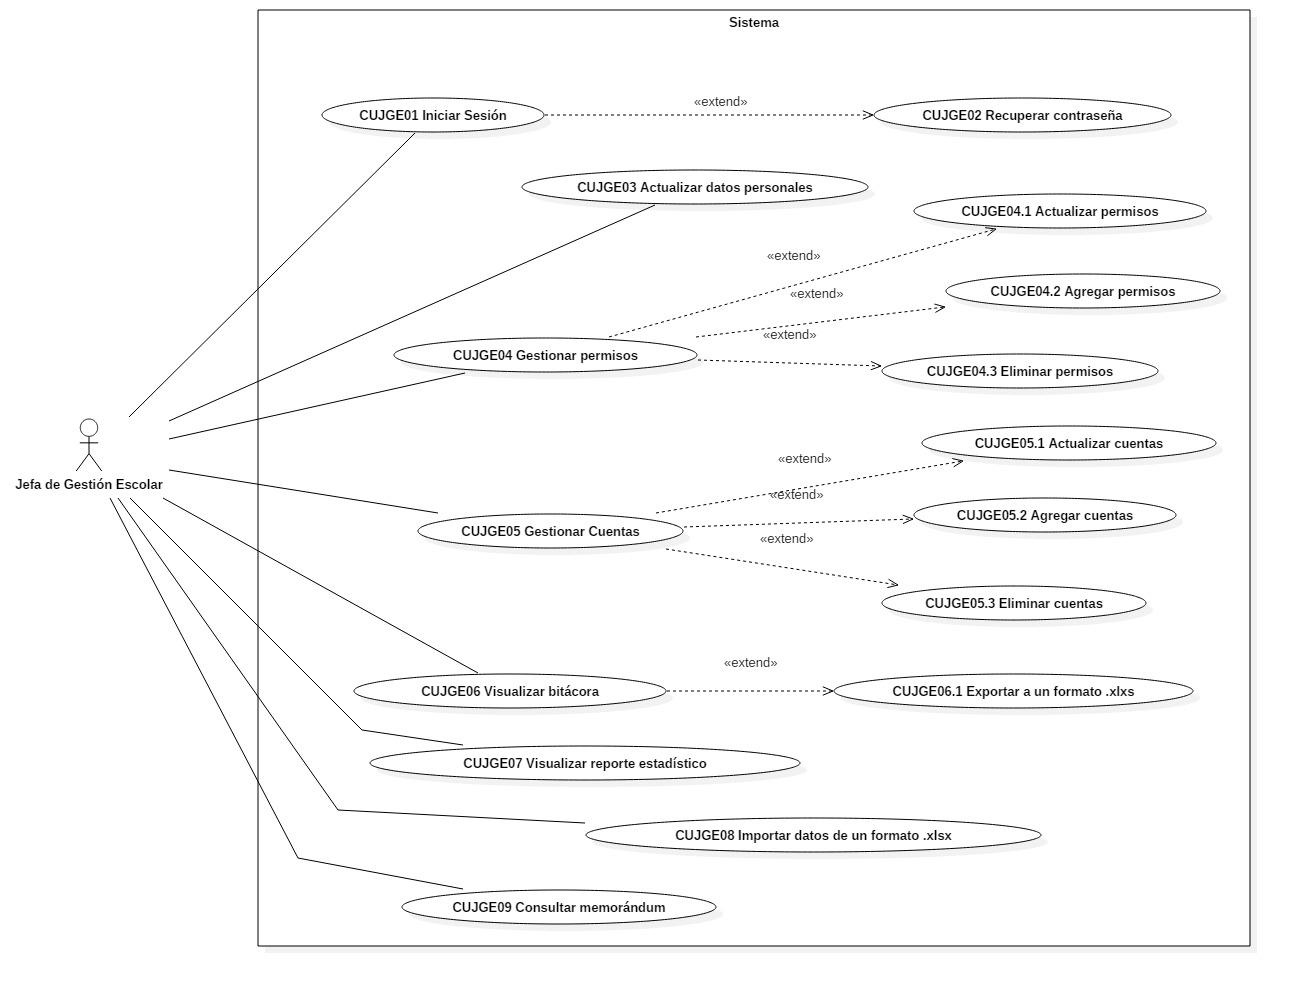 Sistema
CUJGE01 Iniciar Sesión
«extend»
CUJGE02 Recuperar contraseña
CUJGE03 Actualizar datos personales
CUJGE04.1 Actualizar permisos
«extend»
CUJGE04.2 Agregar permisos
«extend»
«extend»
CUJGE04 Gestionar permisos
CUJGE04.3 Eliminar permisos
Jefa de Gestión Escolar
CUJGE05.1 Actualizar cuentas
«extend»
«extend»
CUJGE05.2 Agregar cuentas
CUJGE05 Gestionar Cuentas
«extend»
CUJGE05.3 Eliminar cuentas
«extend»
CUJGE06 Visualizar bitácora
CUJGE06.1 Exportar a un formato .xlxs
CUJGE07 Visualizar reporte estadístico
CUJGE08 Importar datos de un formato .xlsx
CUJGE09 Consultar memorándum